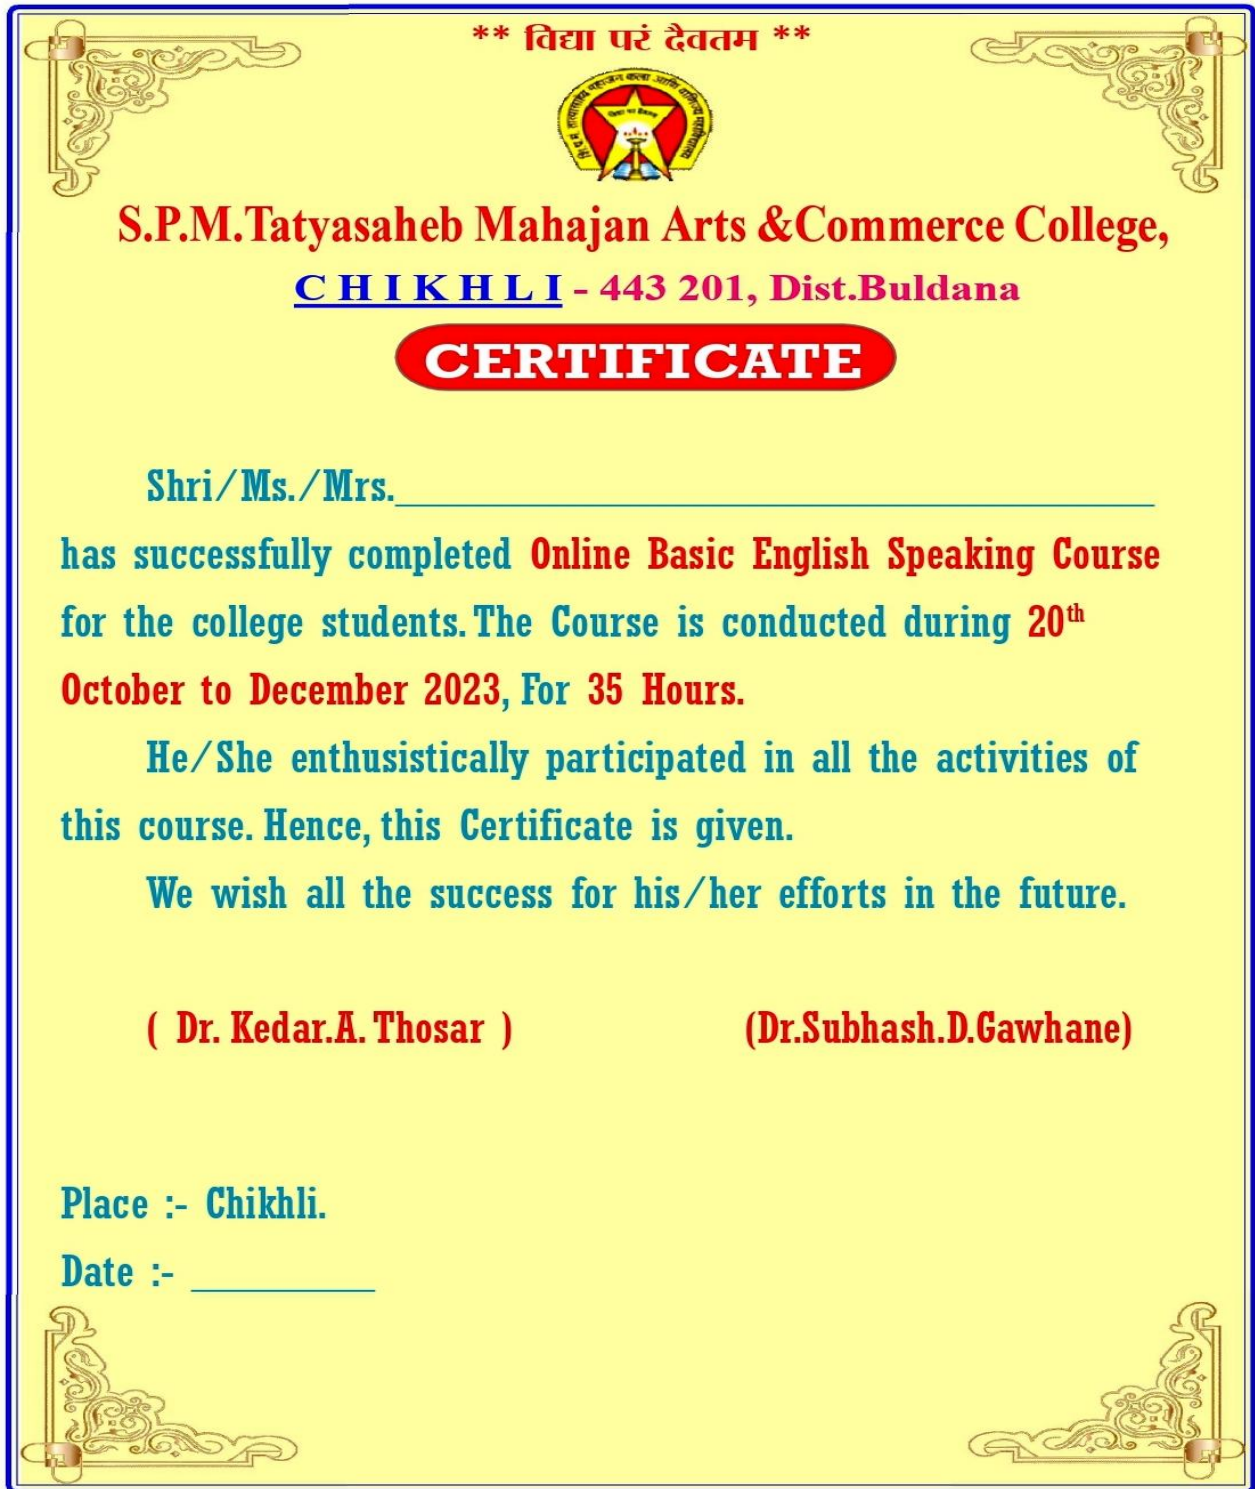 ** विद्या परं दैवतम **
S.P.M.Tatyasaheb Mahajan Arts &Commerce College,
C H I K H L I - 443 201, Dist.Buldana
CERTIFICATE
Shri/Ms./Mrs.______________________________
has successfully completed Online Basic English Speaking Course
for the college students. The Course is conducted during 20th
October to December 2023, For 35 Hours.
He/She enthusistically participated in all the activities of
this course. Hence, this Certificate is given.
We wish all the success for his/her efforts in the future.
( Dr. Kedar.A. Thosar ) (Dr.Subhash.D.Gawhane)
Place :- Chikhli.
Date :- _________